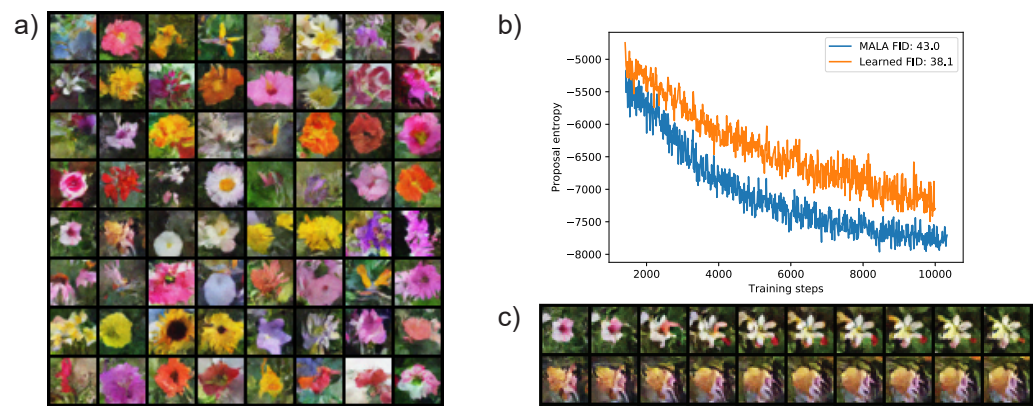 a)
b)
MALA FID: 43.0
Learned FID: 38.1
−5000
−5500
−6000
−6500
−7000
−7500
−8000
Proposal entropy
2000 4000 6000 8000 10000
Training steps
c)